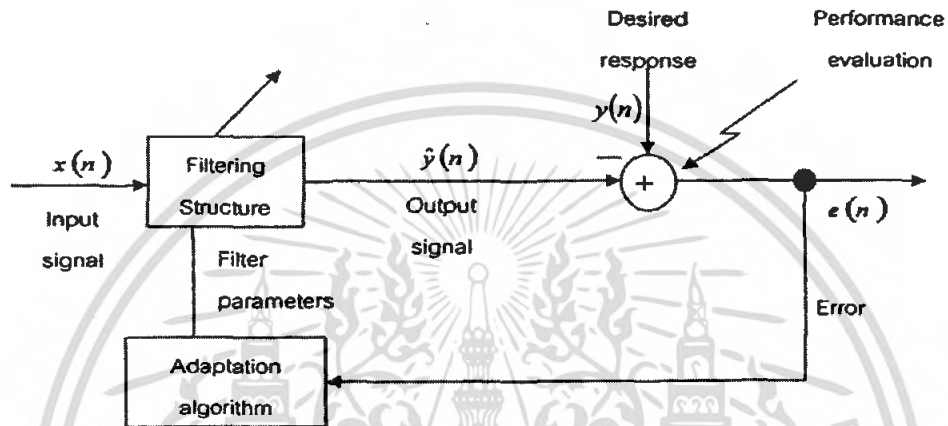 Desired
response
Performance
evaluation
y(n)
x(n)
Filtering
Structure
ŷ(n)
−
+
e(n)
Input
signal
Output
signal
Filter
parameters
Error
Adaptation
algorithm